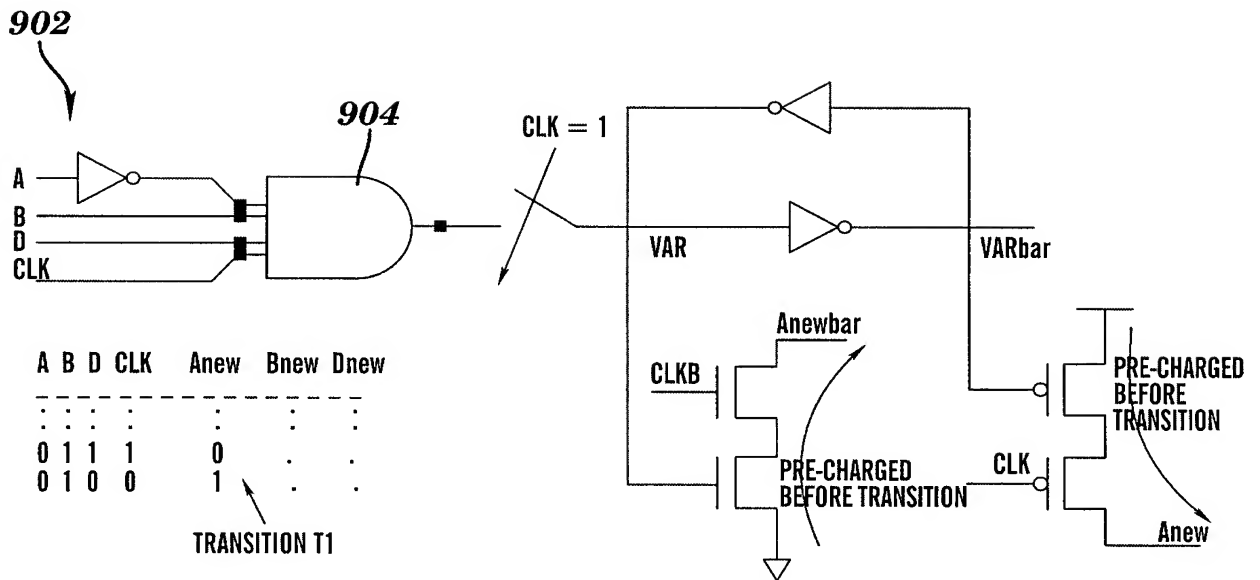 902
904
CLK = 1
A
B
D
CLK
VAR
VARbar
Anewbar
CLKB
PRE-CHARGED
BEFORE TRANSITION
PRE-CHARGED
BEFORE
TRANSITION
CLK
Anew
A B D CLK Anew Bnew Dnew
0 1 1 1 0 . .
0 1 0 0 1 . .
TRANSITION T1